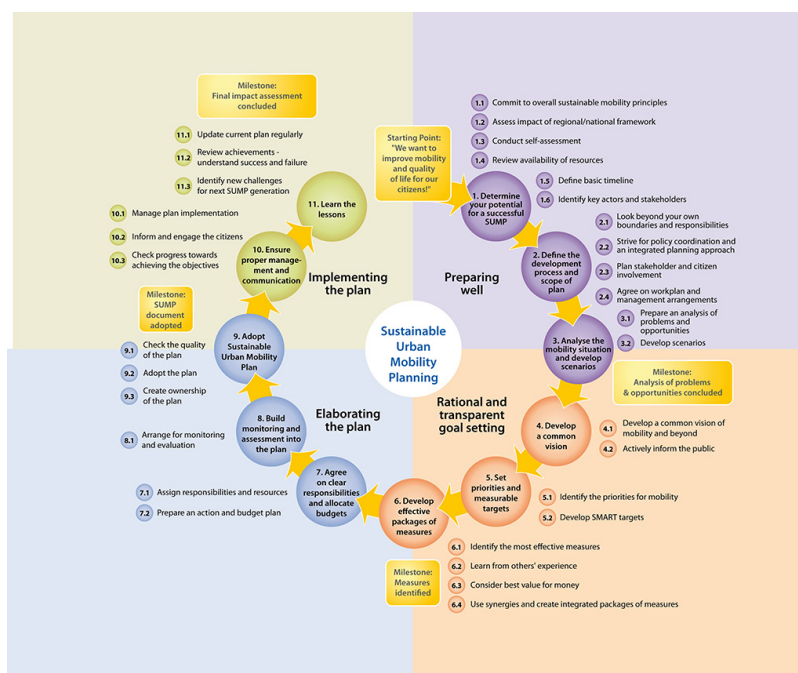 Starting Point:
"We want to
improve mobility
and quality
of life for our
citizens!"
1.1 Commit to overall sustainable mobility principles
1.2 Assess impact of regional/national framework
1.3 Conduct self-assessment
1.4 Review availability of resources
1.5 Define basic timeline
1.6 Identify key actors and stakeholders
1. Determine
your potential
for a successful
SUMP
2.1 Look beyond your own
boundaries and responsibilities
2.2 Strive for policy coordination and
an integrated planning approach
2.3 Plan stakeholder and citizen
involvement
2.4 Agree on workplan and
management arrangements
2. Define the
development
process and
scope of
plan
3.1 Prepare an analysis of
problems and
opportunities
3.2 Develop scenarios
3. Analyse the
mobility situation
and develop
scenarios
Preparing
well
Milestone:
Analysis of problems
& opportunities concluded
Rational and
transparent
goal setting
4. Develop
a common
vision
4.1 Develop a common vision of
mobility and beyond
4.2 Actively inform the public
5. Set
priorities and
measurable
targets
5.1 Identify the priorities for mobility
5.2 Develop SMART targets
6. Develop
effective
packages of
measures
6.1 Identify the most effective measures
6.2 Learn from others' experience
6.3 Consider best value for money
6.4 Use synergies and create integrated packages of measures
Milestone:
Measures
identified
Elaborating
the plan
7. Agree
on clear
responsibilities
and allocate
budgets
7.1 Assign responsibilities and resources
7.2 Prepare an action and budget plan
8. Build
monitoring and
assessment into
the plan
8.1 Arrange for monitoring
and evaluation
9. Adopt
Sustainable
Urban Mobility
Plan
9.1 Check the quality
of the plan
9.2 Adopt the plan
9.3 Create ownership
of the plan
Milestone:
SUMP
document
adopted
Implementing
the plan
10. Ensure
proper manage-
ment and
communication
10.1 Manage plan implementation
10.2 Inform and engage the citizens
10.3 Check progress towards
achieving the objectives
11. Learn the
lessons
11.1 Update current plan regularly
11.2 Review achievements -
understand success and failure
11.3 Identify new challenges
for next SUMP generation
Milestone:
Final impact assessment
concluded
Sustainable
Urban
Mobility
Planning